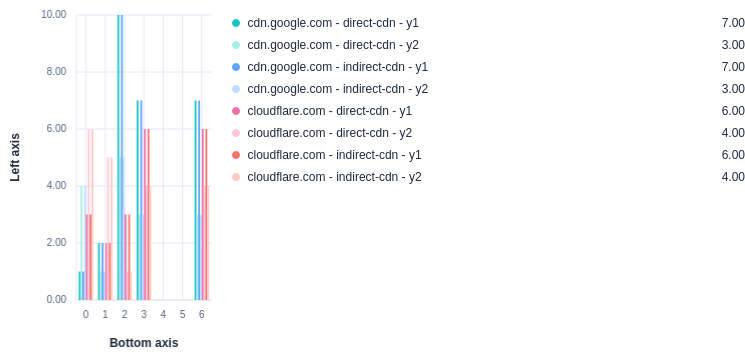 10.00
8.00
6.00
4.00
2.00
0.00
Left axis
0 1 2 3 4 5 6
Bottom axis
cdn.google.com - direct-cdn - y1 7.00
cdn.google.com - direct-cdn - y2 3.00
cdn.google.com - indirect-cdn - y1 7.00
cdn.google.com - indirect-cdn - y2 3.00
cloudflare.com - direct-cdn - y1 6.00
cloudflare.com - direct-cdn - y2 4.00
cloudflare.com - indirect-cdn - y1 6.00
cloudflare.com - indirect-cdn - y2 4.00